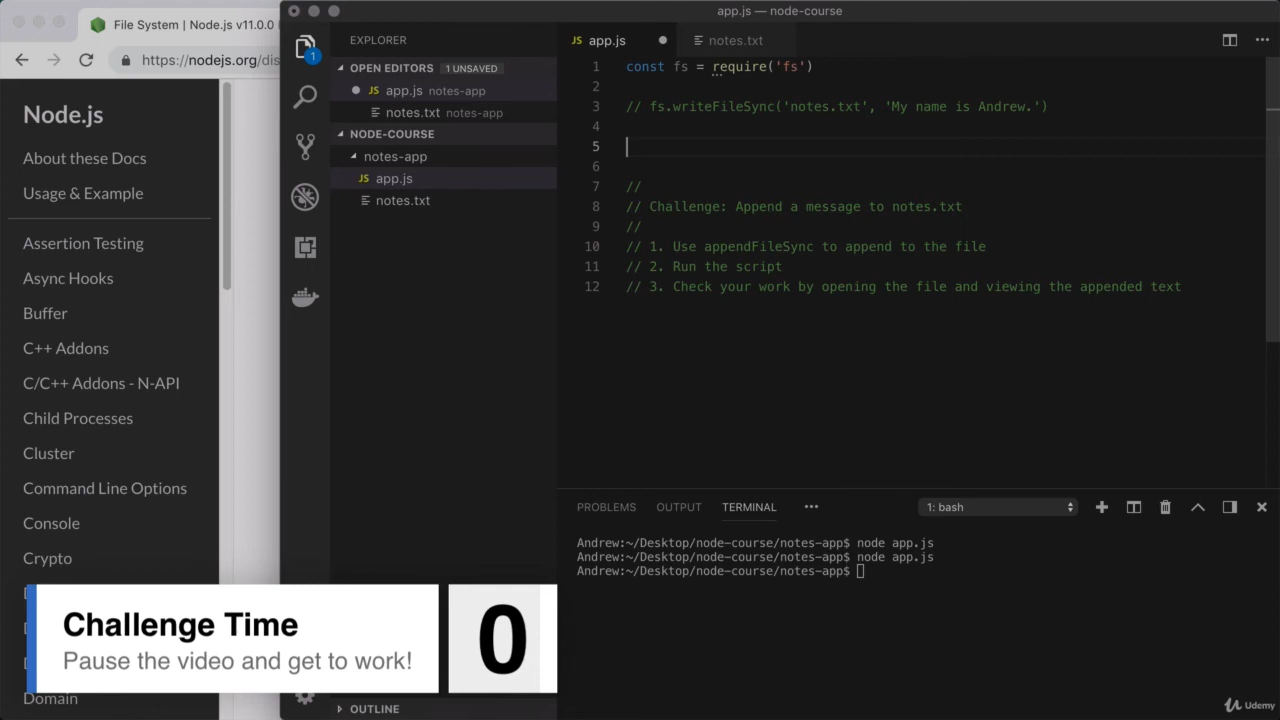 File System | Node.js v11.0.0
https://nodejs.org/dis
Node.js
About these Docs
Usage & Example
Assertion Testing
Async Hooks
Buffer
C++ Addons
C/C++ Addons - N-API
Child Processes
Cluster
Command Line Options
Console
Crypto
Domain
app.js — node-course
EXPLORER
OPEN EDITORS 1 UNSAVED
JS app.js notes-app
notes.txt notes-app
NODE-COURSE
notes-app
JS app.js
notes.txt
OUTLINE
1
JS app.js
notes.txt
1 const fs = require('fs')
2
3 // fs.writeFileSync('notes.txt', 'My name is Andrew.')
4
5
6
7 //
8 // Challenge: Append a message to notes.txt
9 //
10 // 1. Use appendFileSync to append to the file
11 // 2. Run the script
12 // 3. Check your work by opening the file and viewing the appended text
PROBLEMS OUTPUT TERMINAL ••• 1: bash
Andrew:~/Desktop/node-course/notes-app$ node app.js
Andrew:~/Desktop/node-course/notes-app$ node app.js
Andrew:~/Desktop/node-course/notes-app$
Challenge Time
Pause the video and get to work!
0
Udemy